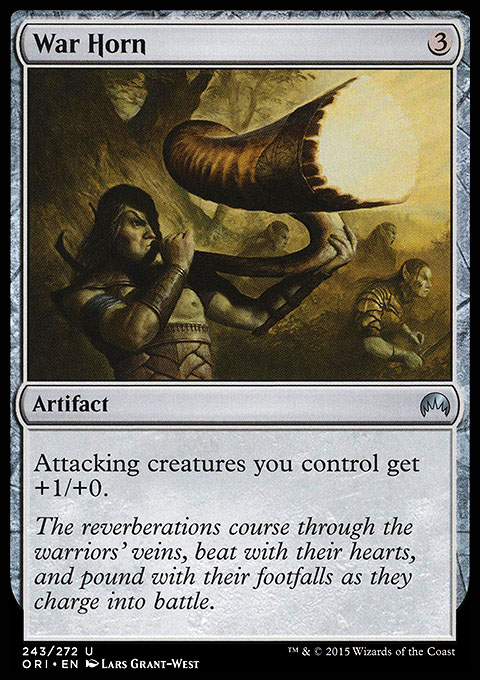 War Horn 3
Artifact
Attacking creatures you control get
+1/+0.
The reverberations course through the
warriors’ veins, beat with their hearts,
and pound with their footfalls as they
charge into battle.
243/272 U
ORI • EN Lars Grant-West
™ & © 2015 Wizards of the Coast